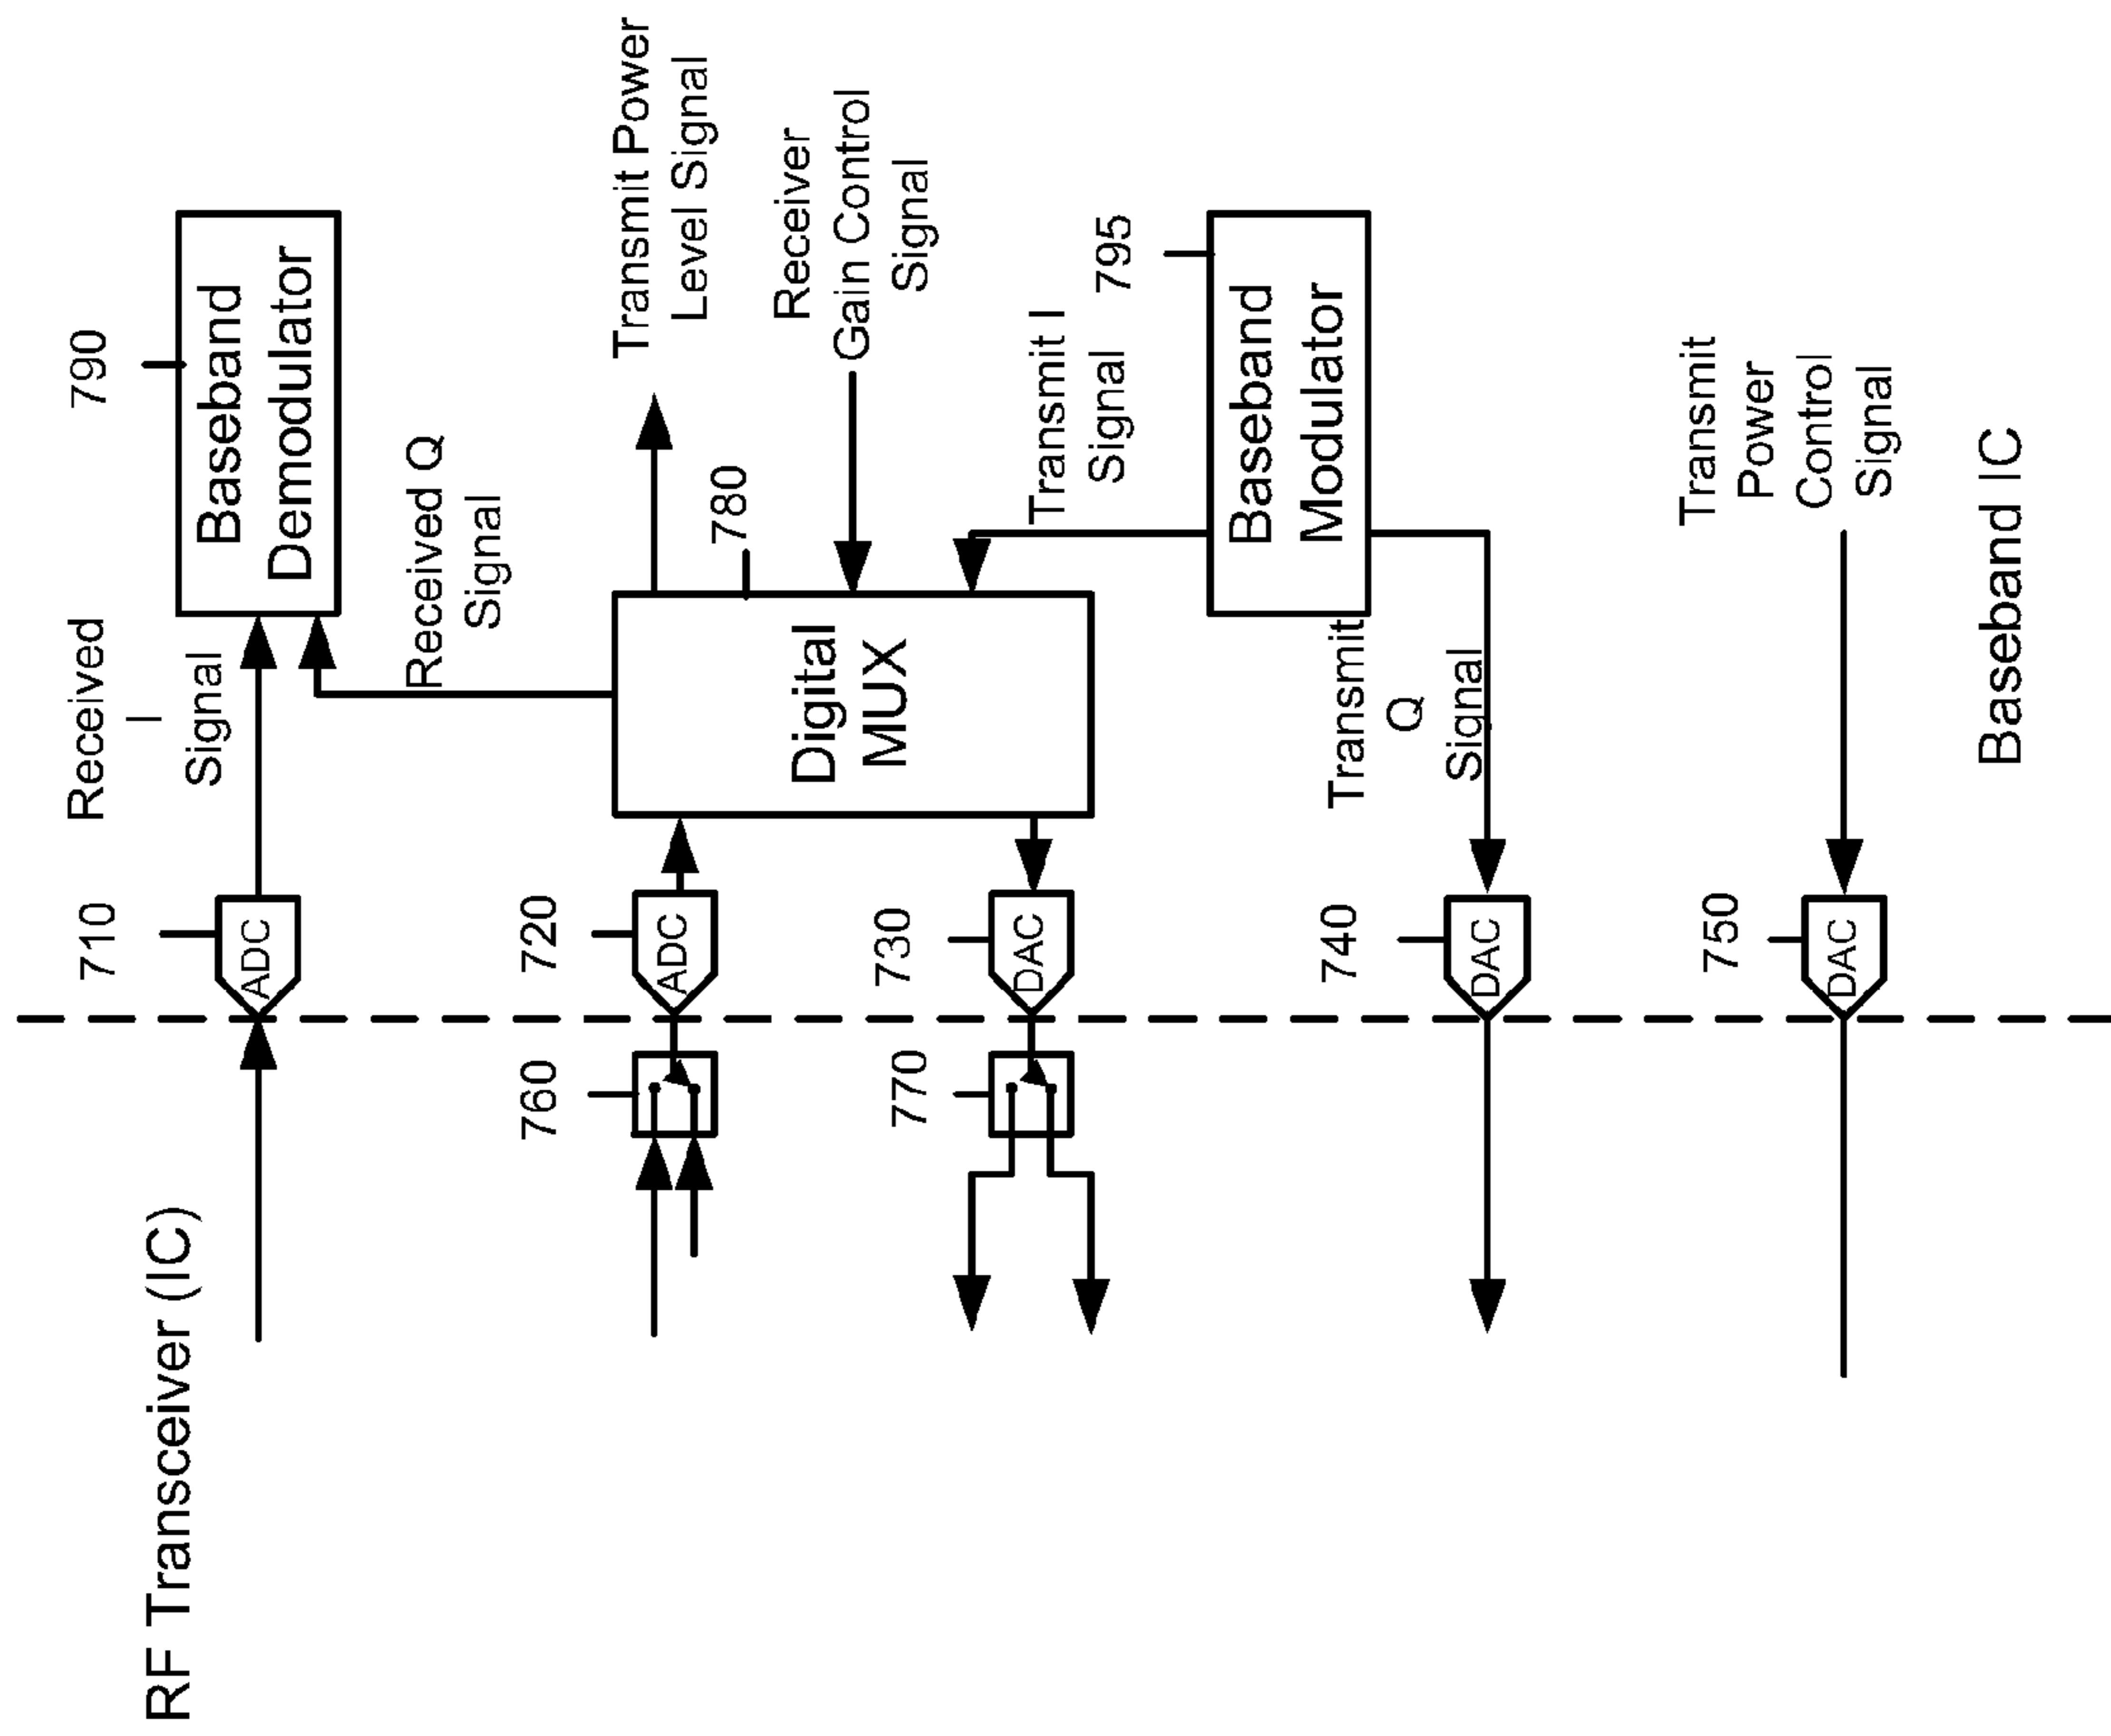 RF Transceiver (IC)
710
ADC
Received
I
Signal
790
Baseband
Demodulator
Received Q
Signal
760
720
ADC
Transmit Power
Level Signal
780
Digital
MUX
Receiver
Gain Control
Signal
770
730
DAC
Transmit I
Signal
795
Baseband
Modulator
740
DAC
Transmit
Q
Signal
750
DAC
Transmit
Power
Control
Signal
Baseband IC